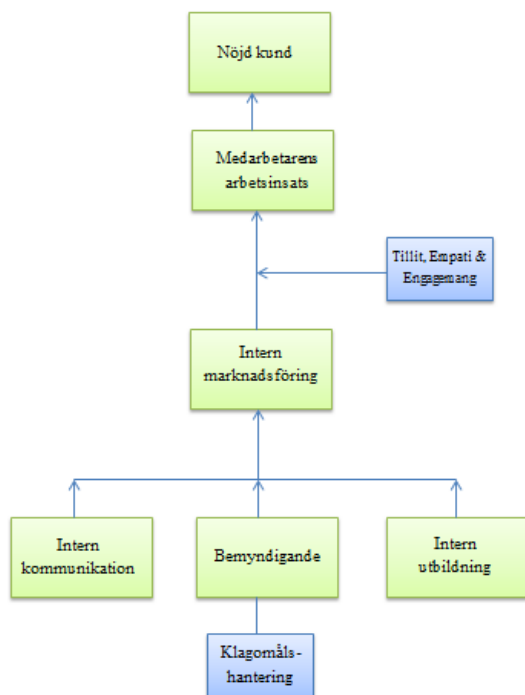 Nöjd kund
Medarbetarens
arbetsinsats
Tillit, Empati &
Engagemang
Intern
marknadsföring
Intern
kommunikation
Bemyndigande
Intern
utbildning
Klagomåls-
hantering